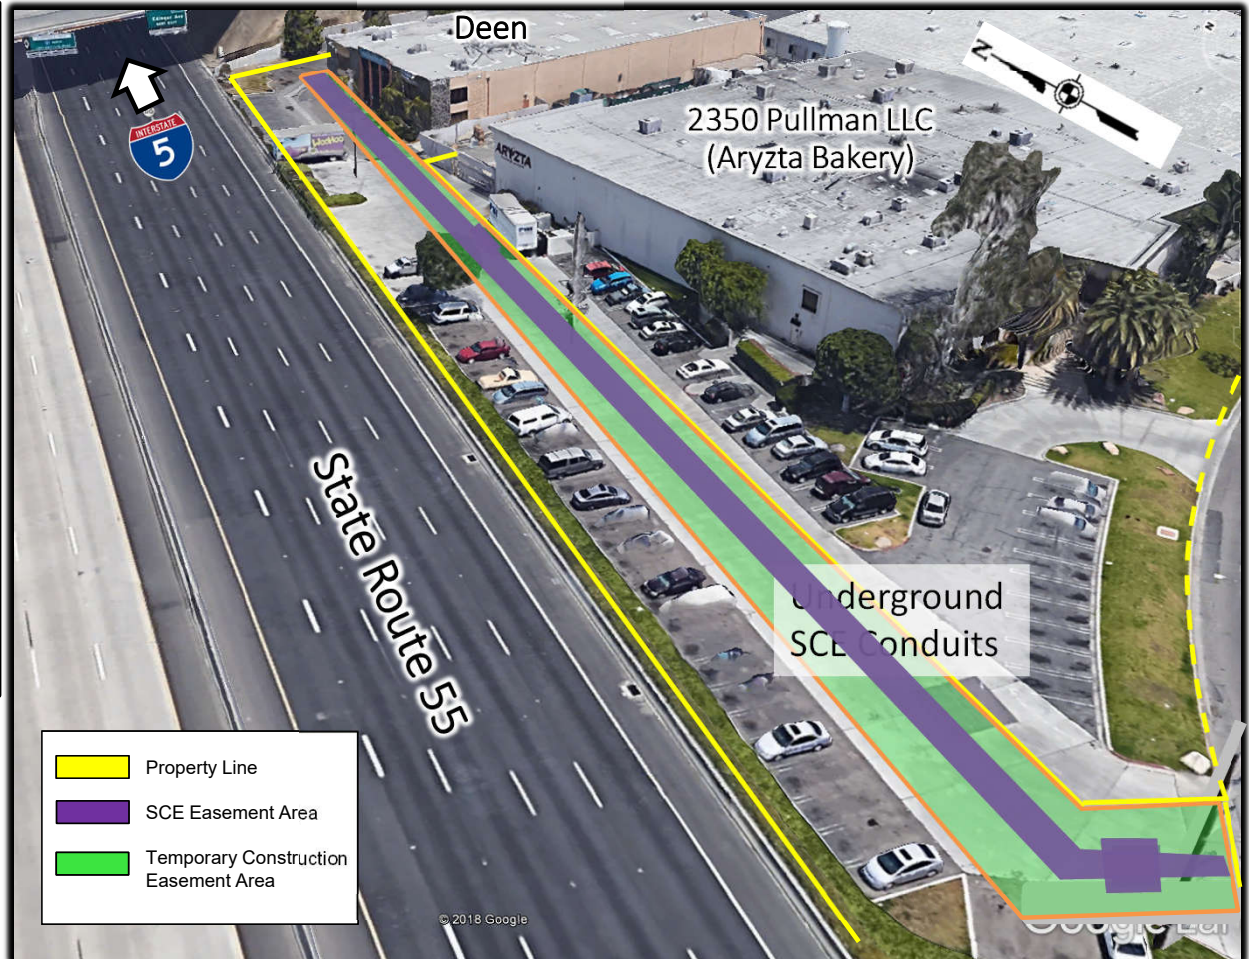 Deen
2350 Pullman LLC
(Aryzta Bakery)
N
INTERSTATE
5
ARYZTA
State Route 55
Underground
SCE Conduits
Property Line
SCE Easement Area
Temporary Construction
Easement Area
© 2018 Google